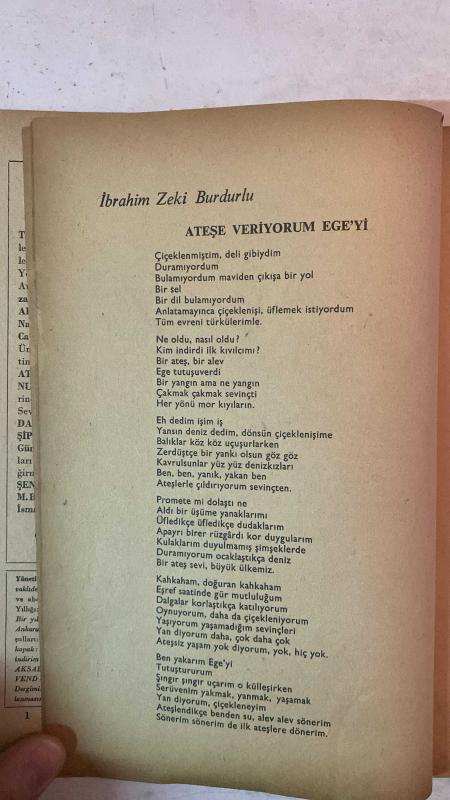 İbrahim Zeki Burdurlu
ATEŞE VERİYORUM EGE'Yİ
Çiçeklenmiştim, deli gibiydim
Duramıyordum
Bulamıyordum maviden çıkışa bir yol
Bir sel
Bir dil bulamıyordum
Anlatamayınca çiçeklenişi, üflemek istiyordum
Tüm evreni türkülerimle.
Ne oldu, nasıl oldu?
Kim indirdi ilk kıvılcımı?
Bir ateş, bir alev
Ege tutuşuverdi
Bir yangın ama ne yangın
Çakmak çakmak sevinçti
Her yönü mor kıyıların.
Eh dedim işim iş
Yansın deniz dedim, dönsün çiçeklenişime
Balıklar köz köz uçuşurlarken
Zerdüştçe bir yankı olsun göz göz
Kavrulsunlar yüz yüz denizkızları
Ben, ben, yanık, yakan ben
Ateşlerle çıldırıyorum sevinçten.
Promete mi dolaştı ne
Aldı bir üşüme yanaklarımı
Üfledikçe üfledikçe dudaklarım
Apayrı birer rüzgârdı kor duygularım
Kulaklarım duyulmamış şimşeklerde
Duramıyorum ocaklaştıkça deniz
Bir ateş sevi, büyük ülkemiz.
Kahkaham, doğuran kahkaham
Eşref saatinde gür mutluluğum
Dalgalar korlaştıkça katılıyorum
Oynuyorum, daha da çiçekleniyorum
Yaşıyorum yaşamadığım sevinçleri
Yan diyorum daha, çok daha çok
Ateşsiz yaşam yok diyorum, yok, hiç yok.
Ben yakarım Ege'yi
Tutuştururum
Şıngır şıngır uçarım o külleşirken
Serüvenim yakmak, yanmak, yaşamak
Yan diyorum, çiçekleneyim
Ateşlendikçe benden su, alev alev sönerim
Sönerim sönerim de ilk ateşlere dönerim.
1